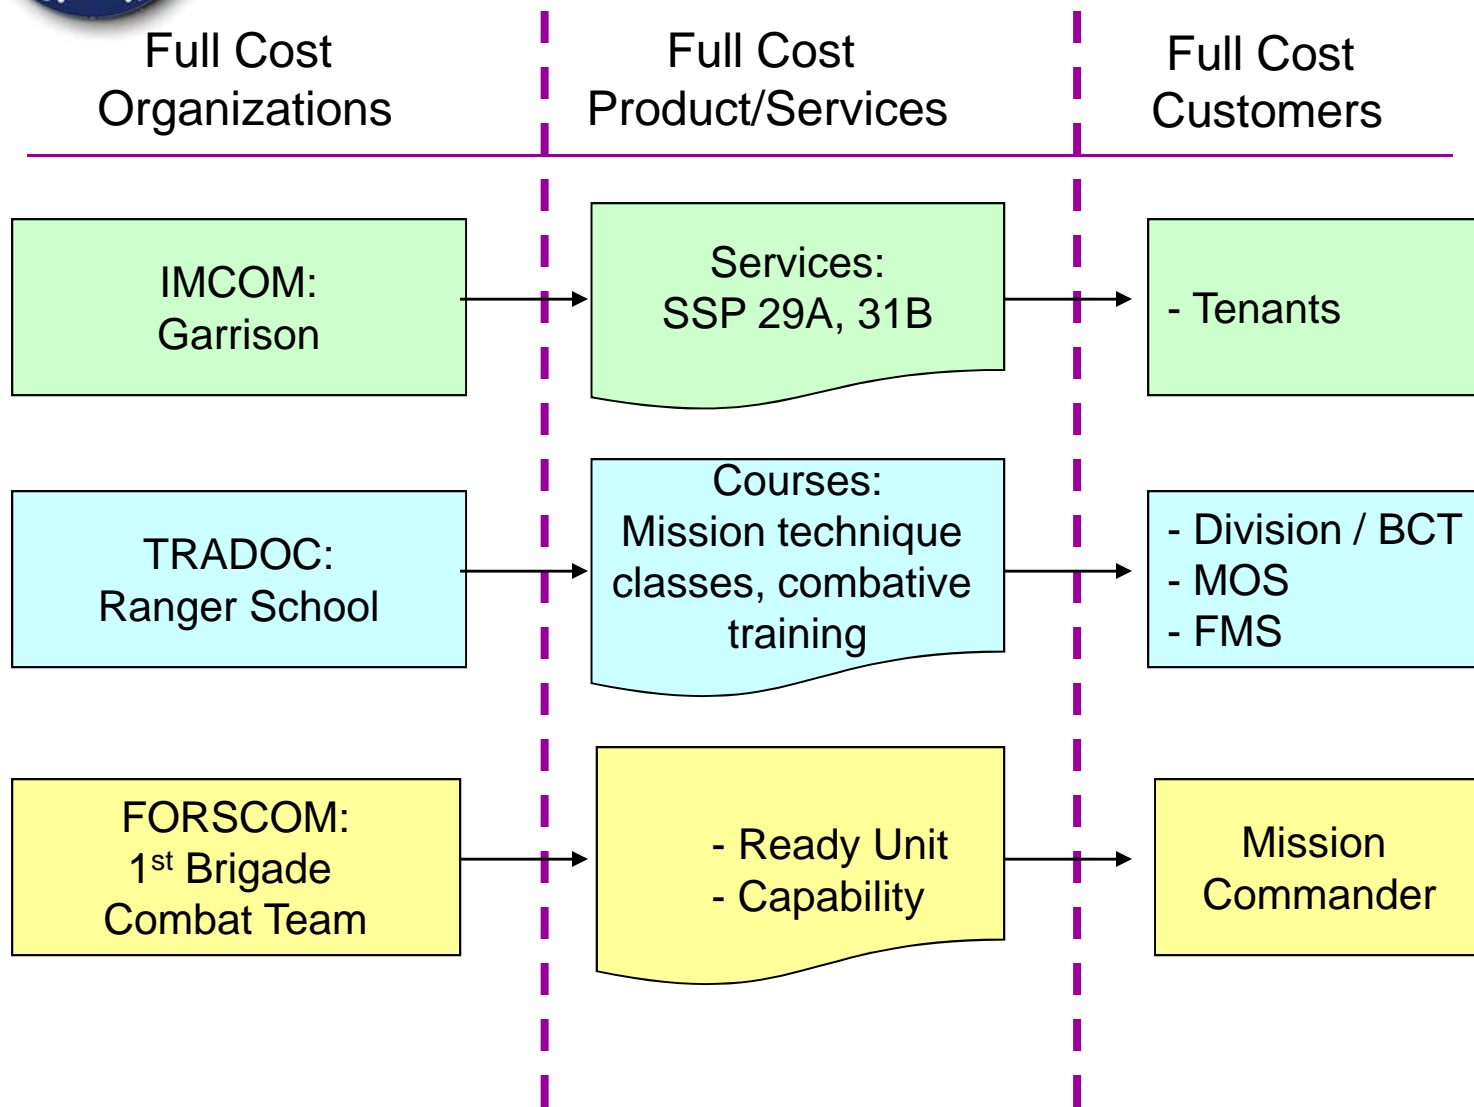 Full Cost
Organizations
Full Cost
Product/Services
Full Cost
Customers
IMCOM:
Garrison
Services:
SSP 29A, 31B
- Tenants
TRADOC:
Ranger School
Courses:
Mission technique
classes, combative
training
- Division / BCT
- MOS
- FMS
FORSCOM:
1st Brigade
Combat Team
- Ready Unit
- Capability
Mission
Commander